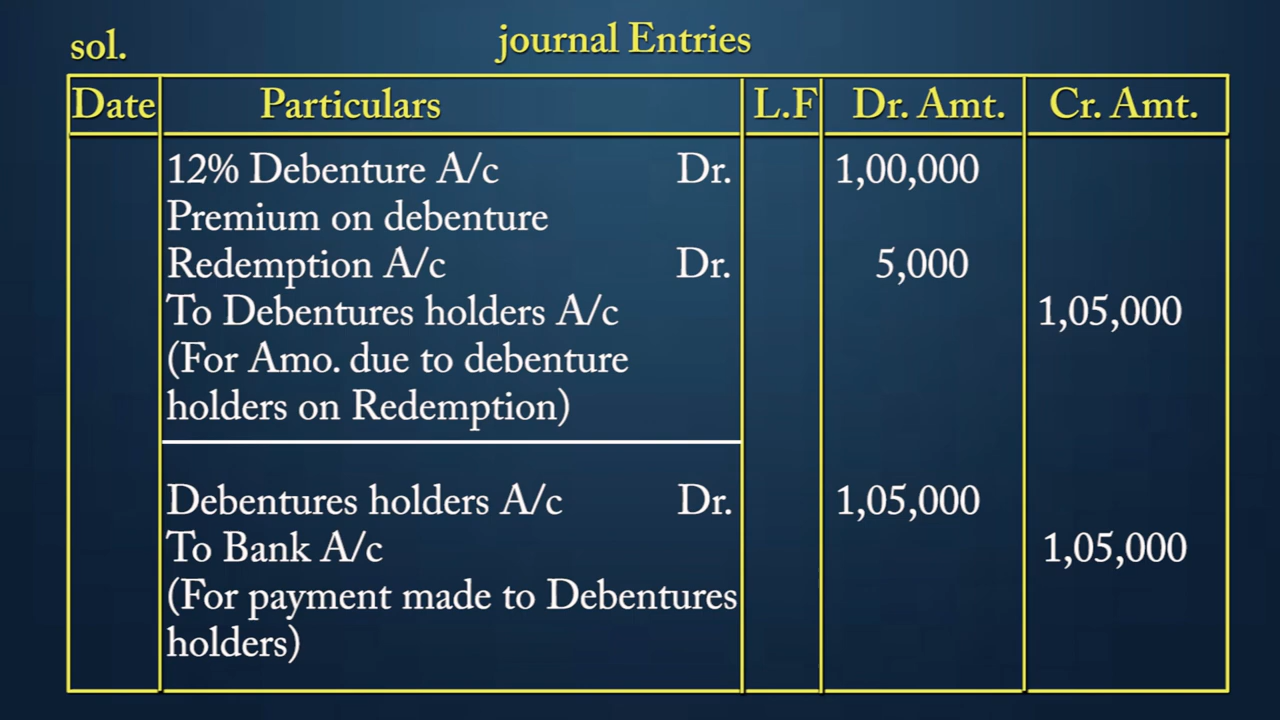 sol. journal Entries
Date Particulars L.F Dr. Amt. Cr. Amt.
12% Debenture A/c Dr. 1,00,000
Premium on debenture
Redemption A/c Dr. 5,000
To Debentures holders A/c 1,05,000
(For Amo. due to debenture
holders on Redemption)
Debentures holders A/c Dr. 1,05,000
To Bank A/c 1,05,000
(For payment made to Debentures
holders)